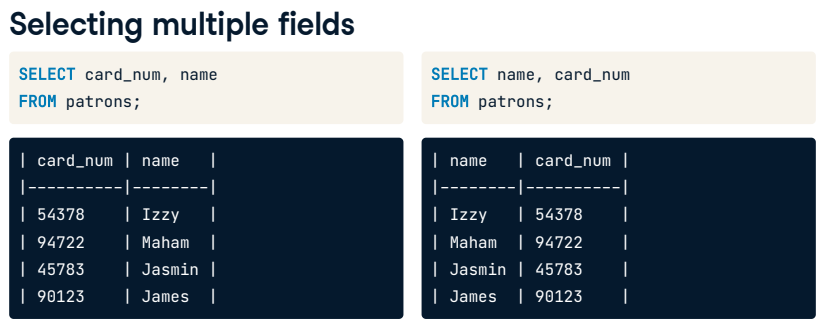 Selecting multiple fields
SELECT card_num, name
FROM patrons;
| card_num | name   |
|----------|--------|
| 54378    | Izzy   |
| 94722    | Maham  |
| 45783    | Jasmin |
| 90123    | James  |
SELECT name, card_num
FROM patrons;
| name   | card_num |
|--------|----------|
| Izzy   | 54378    |
| Maham  | 94722    |
| Jasmin | 45783    |
| James  | 90123    |